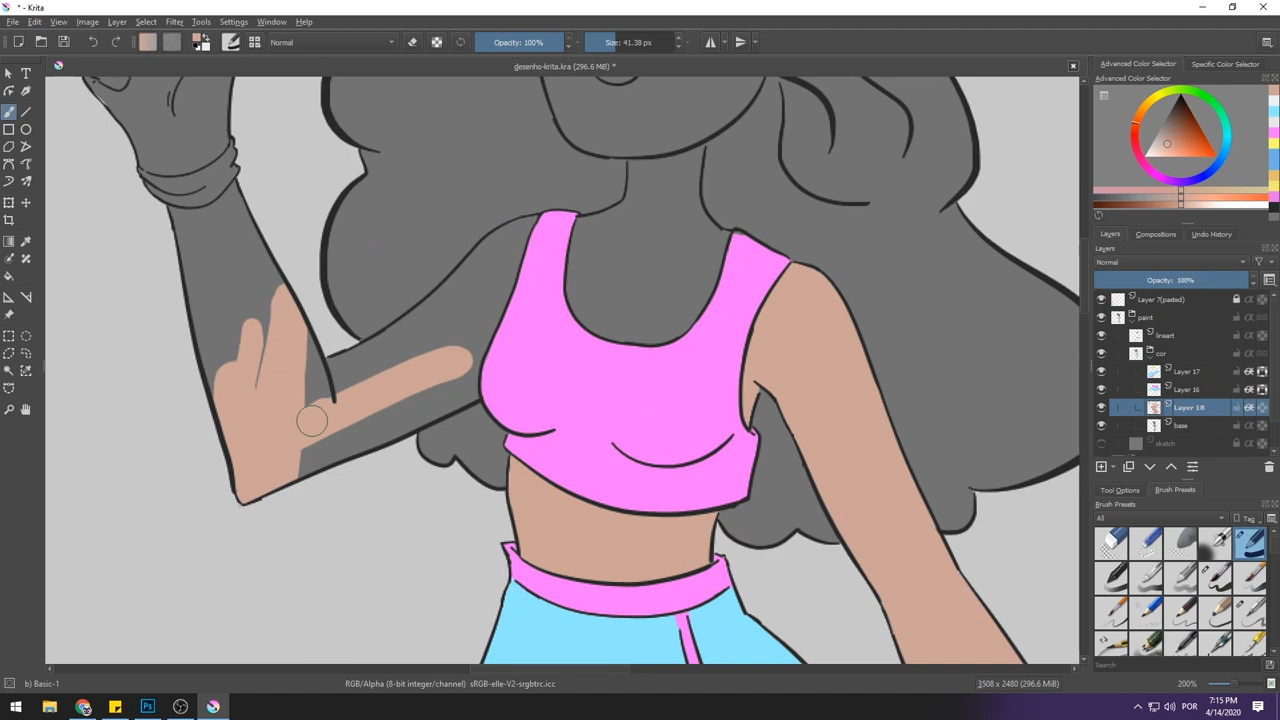 *- Krita
File Edit View Image Layer Select Filter Tools Settings Window Help
Normal Opacity: 100% Size: 41.38 px
desenho-krita.kra (296.6 MiB) *
Advanced Color Selector Specific Color Selector
Advanced Color Selector
Layers Compositions Undo History
Layers
Normal
Opacity: 100%
Layer 7(pasted)
paint
lineart
cor
Layer 17
Layer 16
Layer 18
base
sketch
Tool Options Brush Presets
Brush Presets
All Tag
Search
b) Basic-1 RGB/Alpha (8-bit integer/channel) sRGB-elle-V2-srgbtrc.icc 3508 x 2480 (296.6 MiB) 200%
Ps POR 7:15 PM
4/14/2020